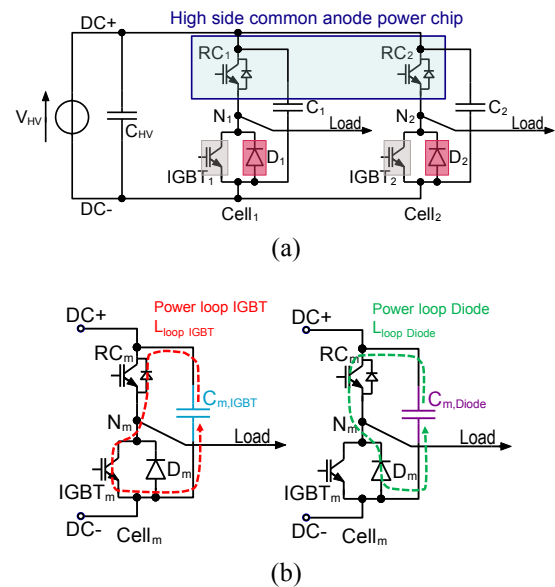 High side common anode power chip
DC+
RC1 RC2
VHV CHV C1 C2
N1 Load N2 Load
D1 D2
IGBT1 IGBT2
DC-
Cell1 Cell2
(a)
Power loop IGBT Power loop Diode
DC+ Lloop IGBT DC+ Lloop Diode
RCm RCm
Cm,IGBT Cm,Diode
Nm Load Nm Load
Dm Dm
IGBTm IGBTm
DC- DC-
Cellm Cellm
(b)